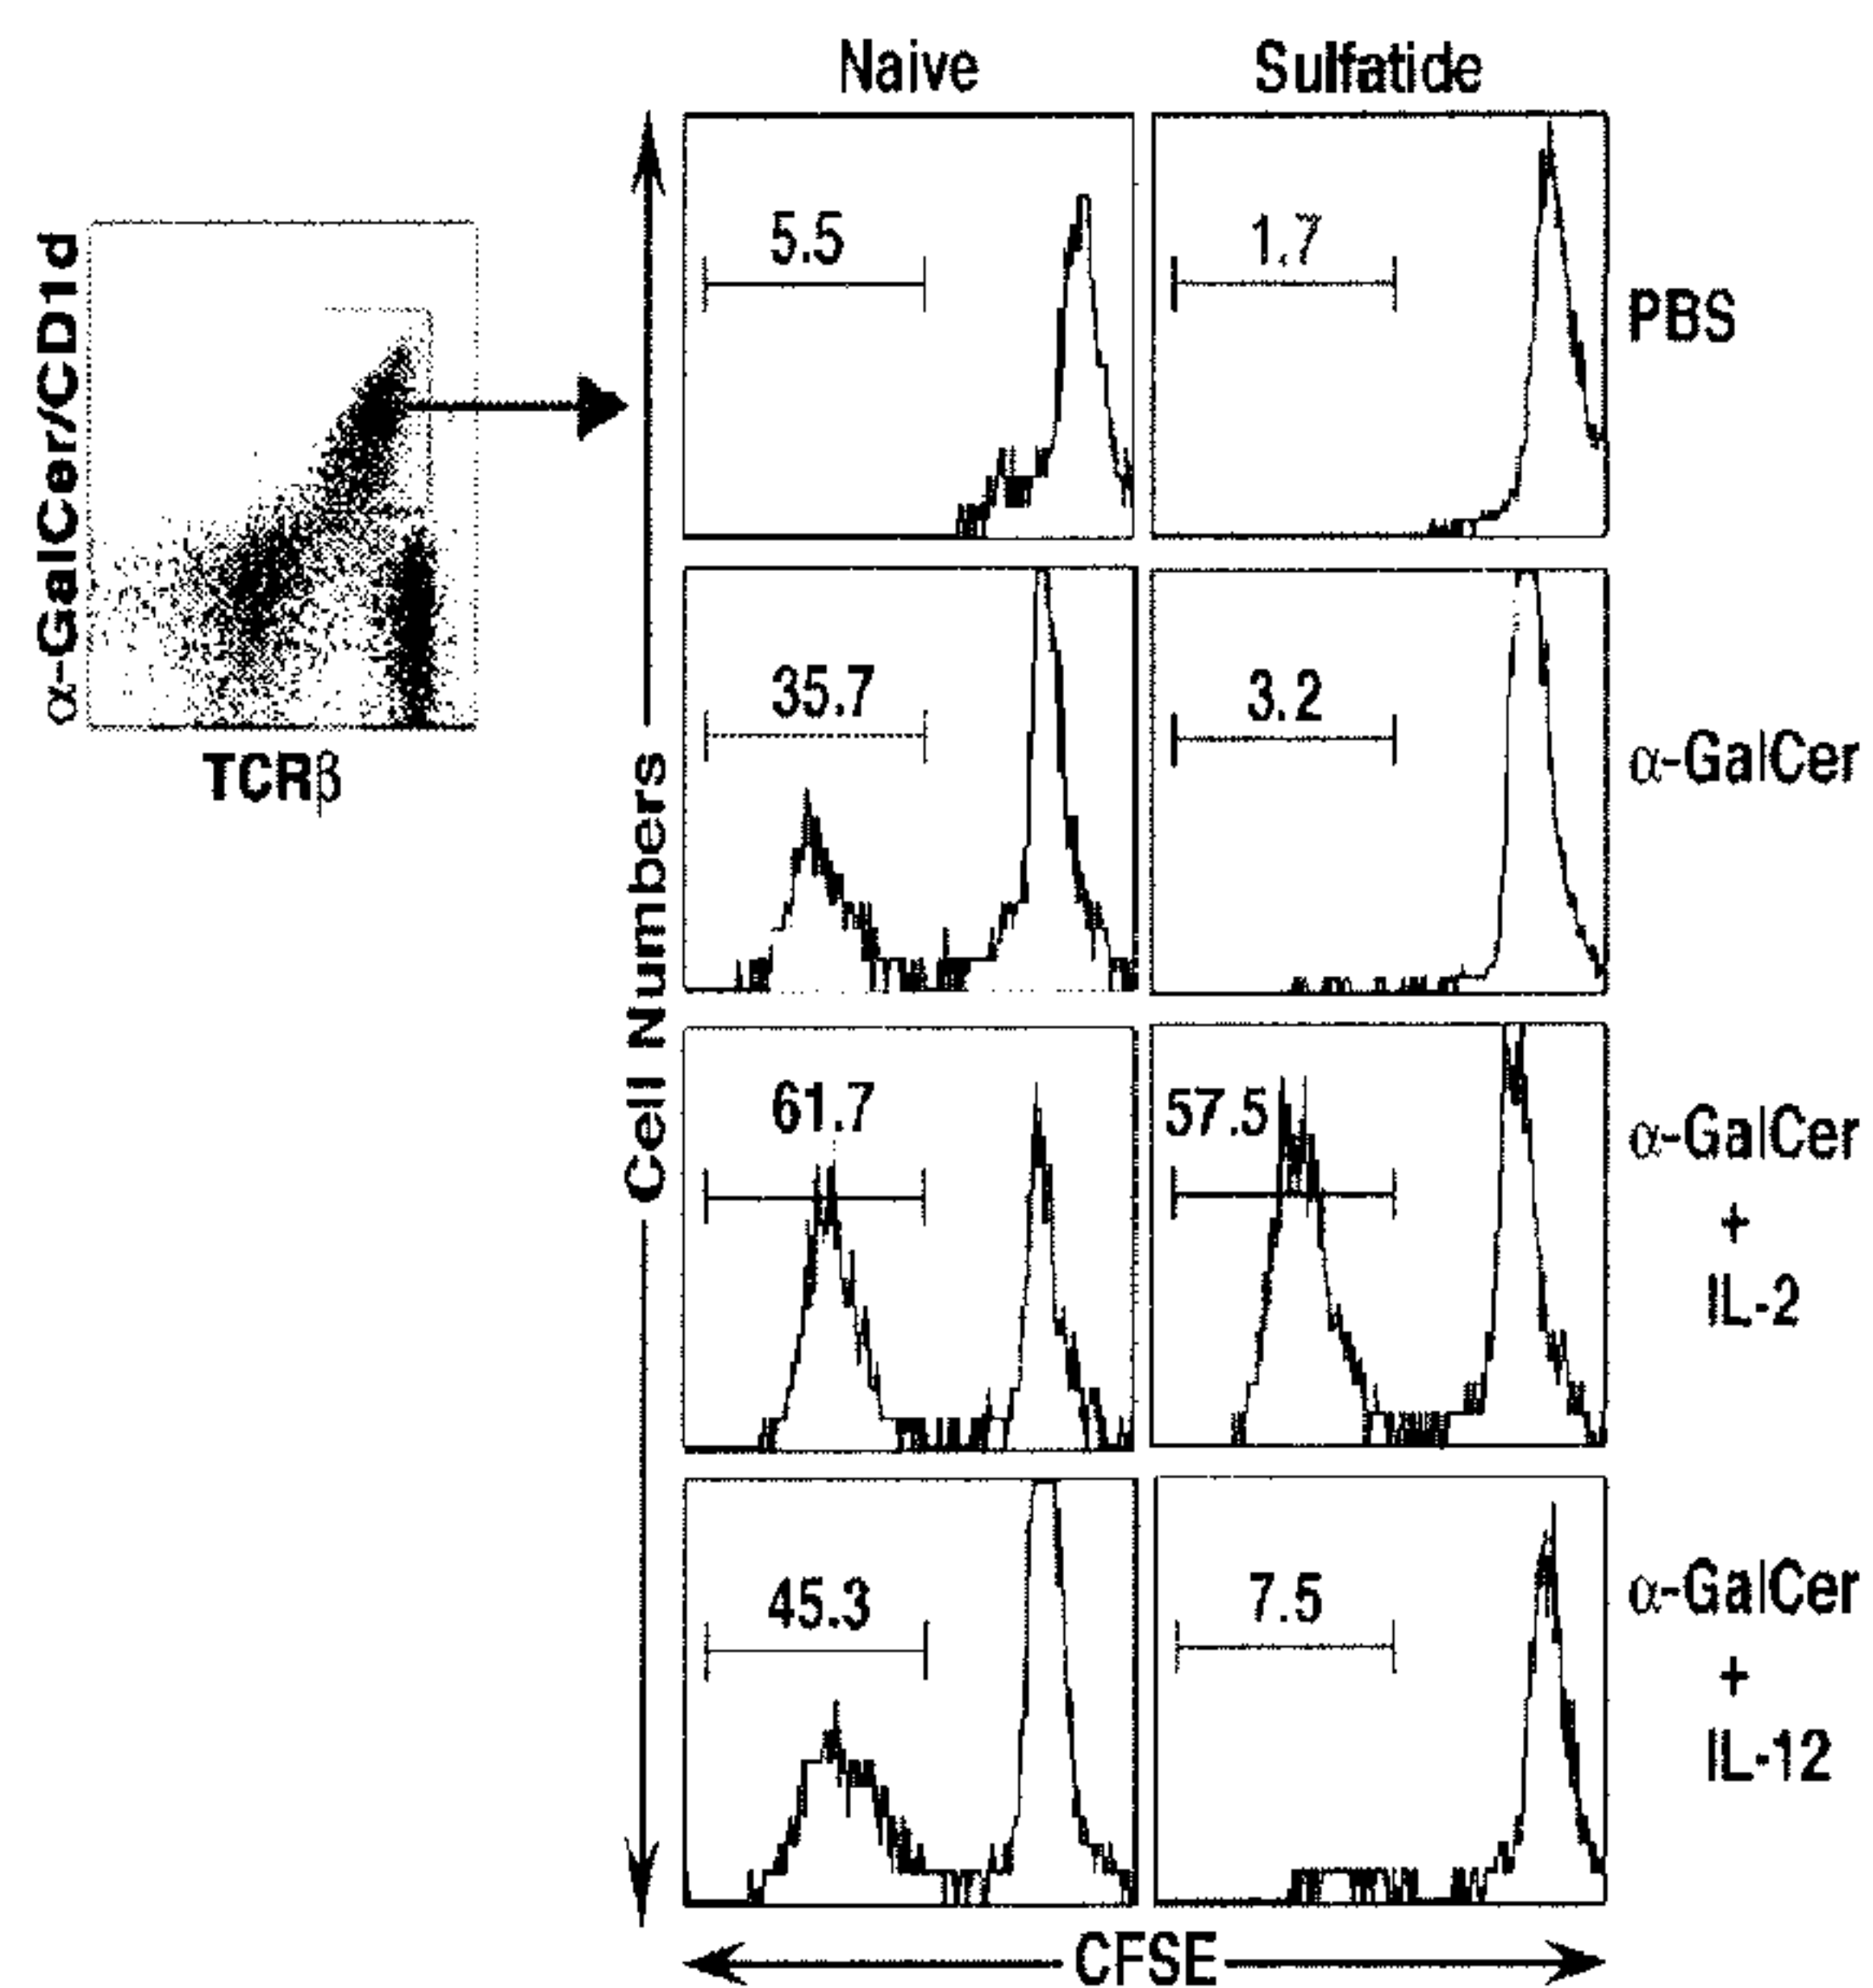 Naive
Sulfatide
α-GalCer/CD1d
TCRβ
Cell Numbers
5.5
1.7
PBS
35.7
3.2
α-GalCer
61.7
57.5
α-GalCer
+
IL-2
45.3
7.5
α-GalCer
+
IL-12
CFSE